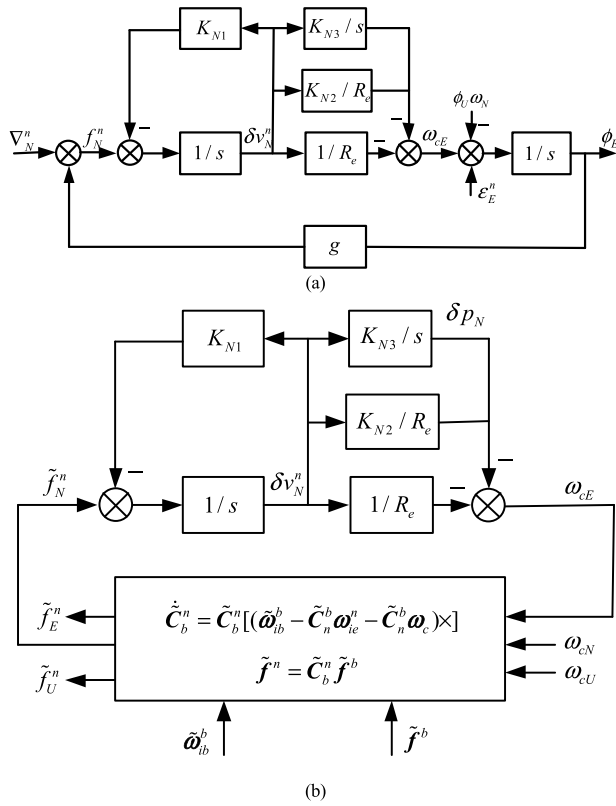 K_{N1}
K_{N3} / s
K_{N2} / R_e
∇_N^n
f_N^n
−
1 / s
δv_N^n
1 / R_e
−
−
ω_{cE}
ϕ_U ω_N
−
ε_E^n
1 / s
ϕ_E
g
(a)
K_{N1}
K_{N3} / s
δp_N
K_{N2} / R_e
−
f̃_N^n
1 / s
δv_N^n
1 / R_e
−
−
ω_{cE}
f̃_E^n
f̃_U^n
\dot{\tilde{C}}_b^n = \tilde{C}_b^n[(\tilde{ω}_{ib}^b − \tilde{C}_n^b ω_{ie}^n − \tilde{C}_n^b ω_c)×]
\tilde{f}^n = \tilde{C}_b^n \tilde{f}^b
ω_{cN}
ω_{cU}
\tilde{ω}_{ib}^b
\tilde{f}^b
(b)